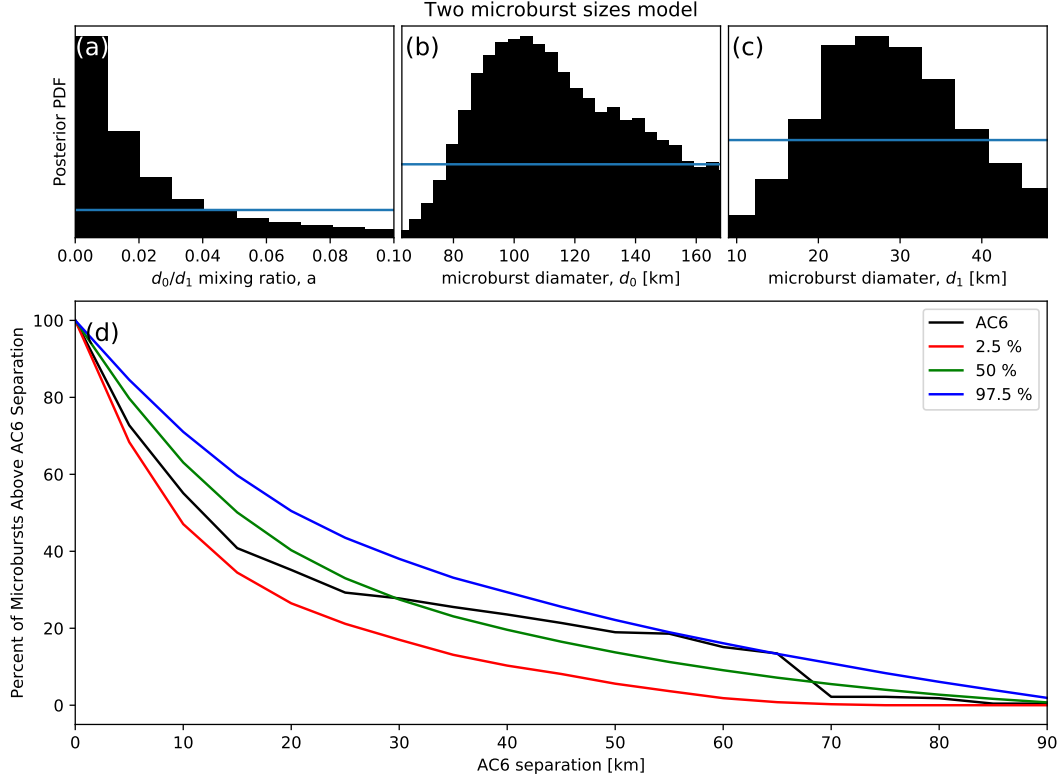 Two microburst sizes model
Posterior PDF
(a)
(b)
(c)
0.00 0.02 0.04 0.06 0.08 0.10
80 100 120 140 160
10 20 30 40
d0/d1 mixing ratio, a
microburst diamater, d0 [km]
microburst diamater, d1 [km]
(d)
Percent of Microbursts Above AC6 Separation
100
80
60
40
20
0
AC6
2.5 %
50 %
97.5 %
0 10 20 30 40 50 60 70 80 90
AC6 separation [km]